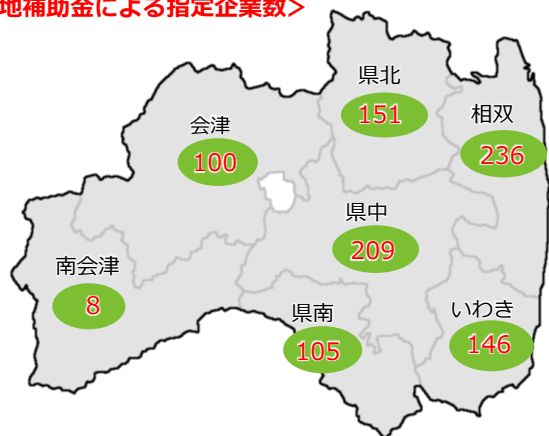 地補助金による指定企業数＞
県北
151
相双
236
会津
100
県中
209
南会津
8
県南
105
いわき
146